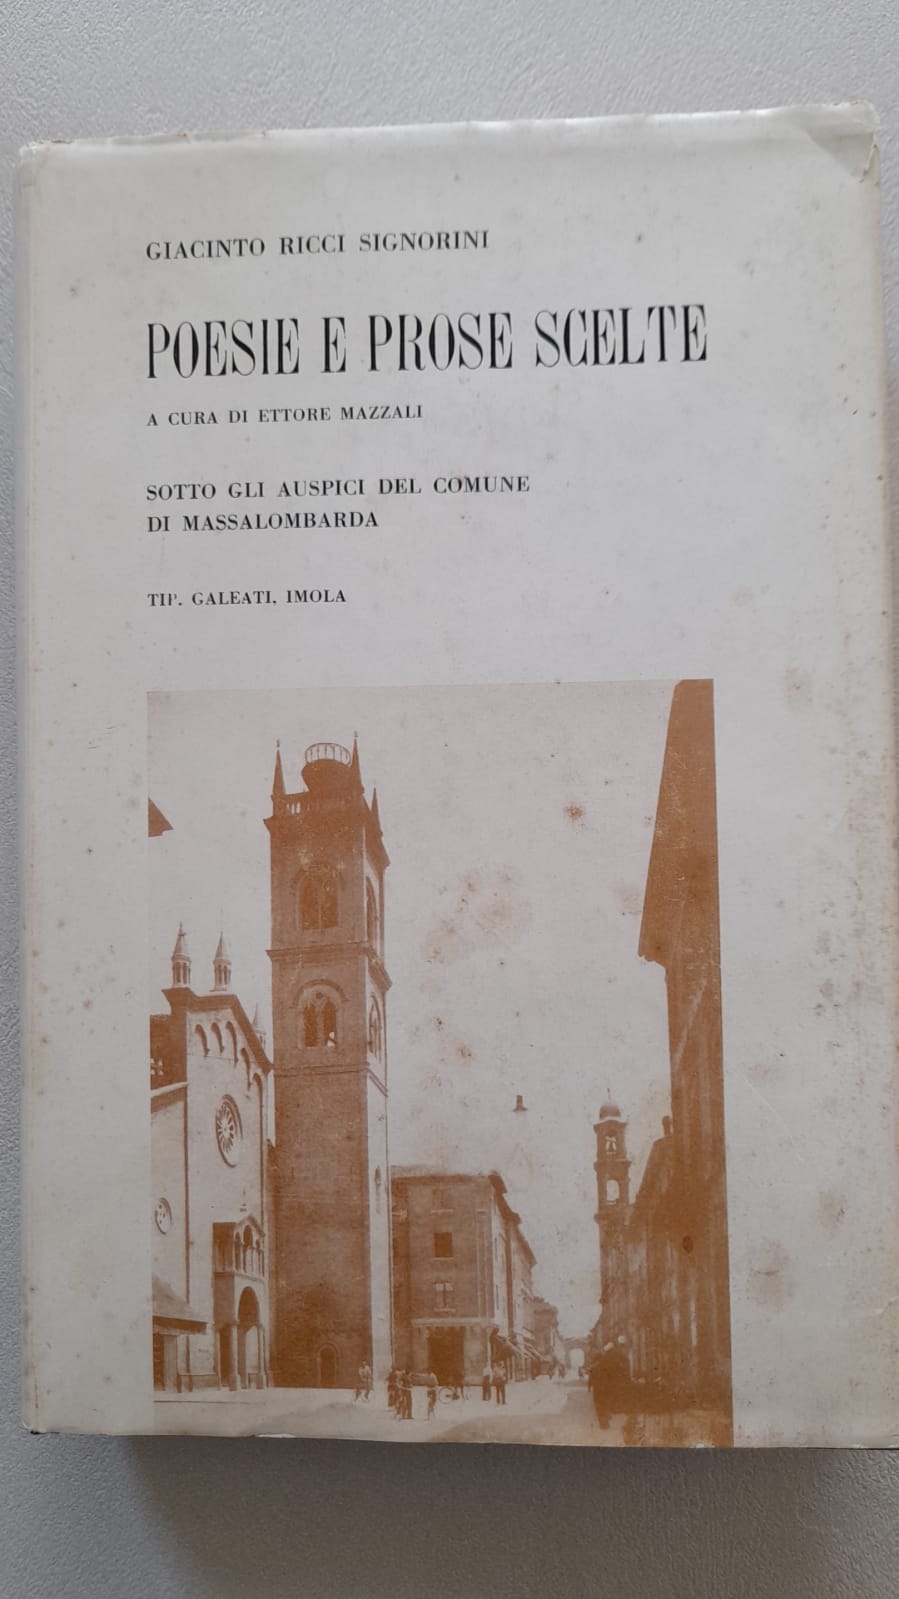 GIACINTO RICCI SIGNORINI
POESIE E PROSE SCELTE
A CURA DI ETTORE MAZZALI
SOTTO GLI AUSPICI DEL COMUNE
DI MASSALOMBARDA
TIP. GALEATI, IMOLA